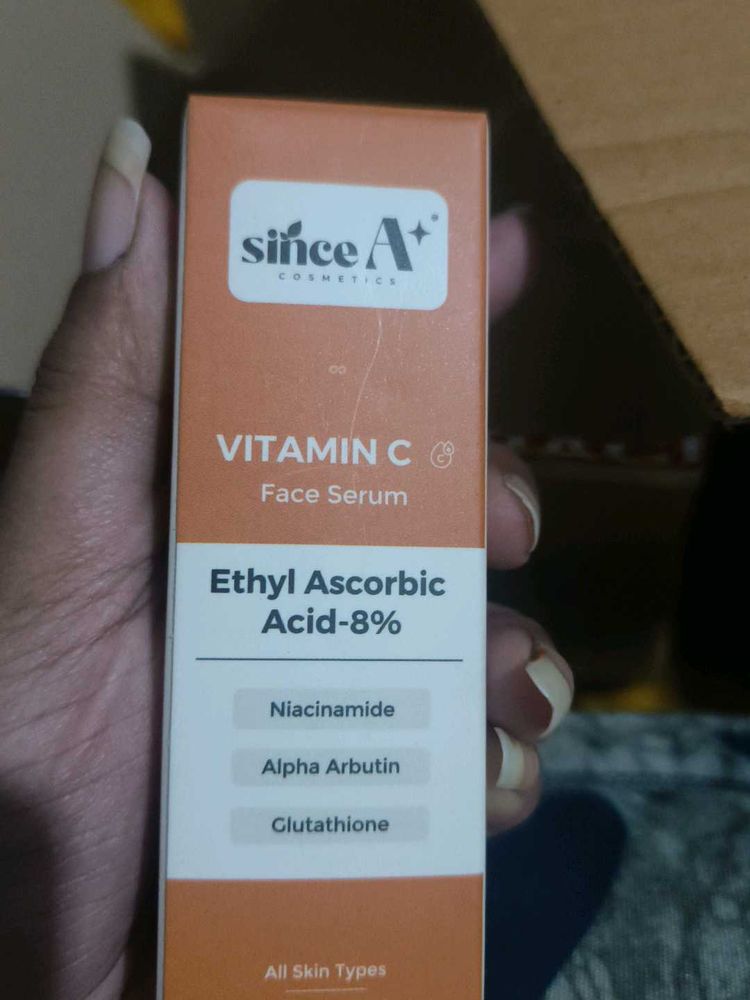 since A+
COSMETICS
VITAMIN C
Face Serum
Ethyl Ascorbic
Acid-8%
Niacinamide
Alpha Arbutin
Glutathione
All Skin Types